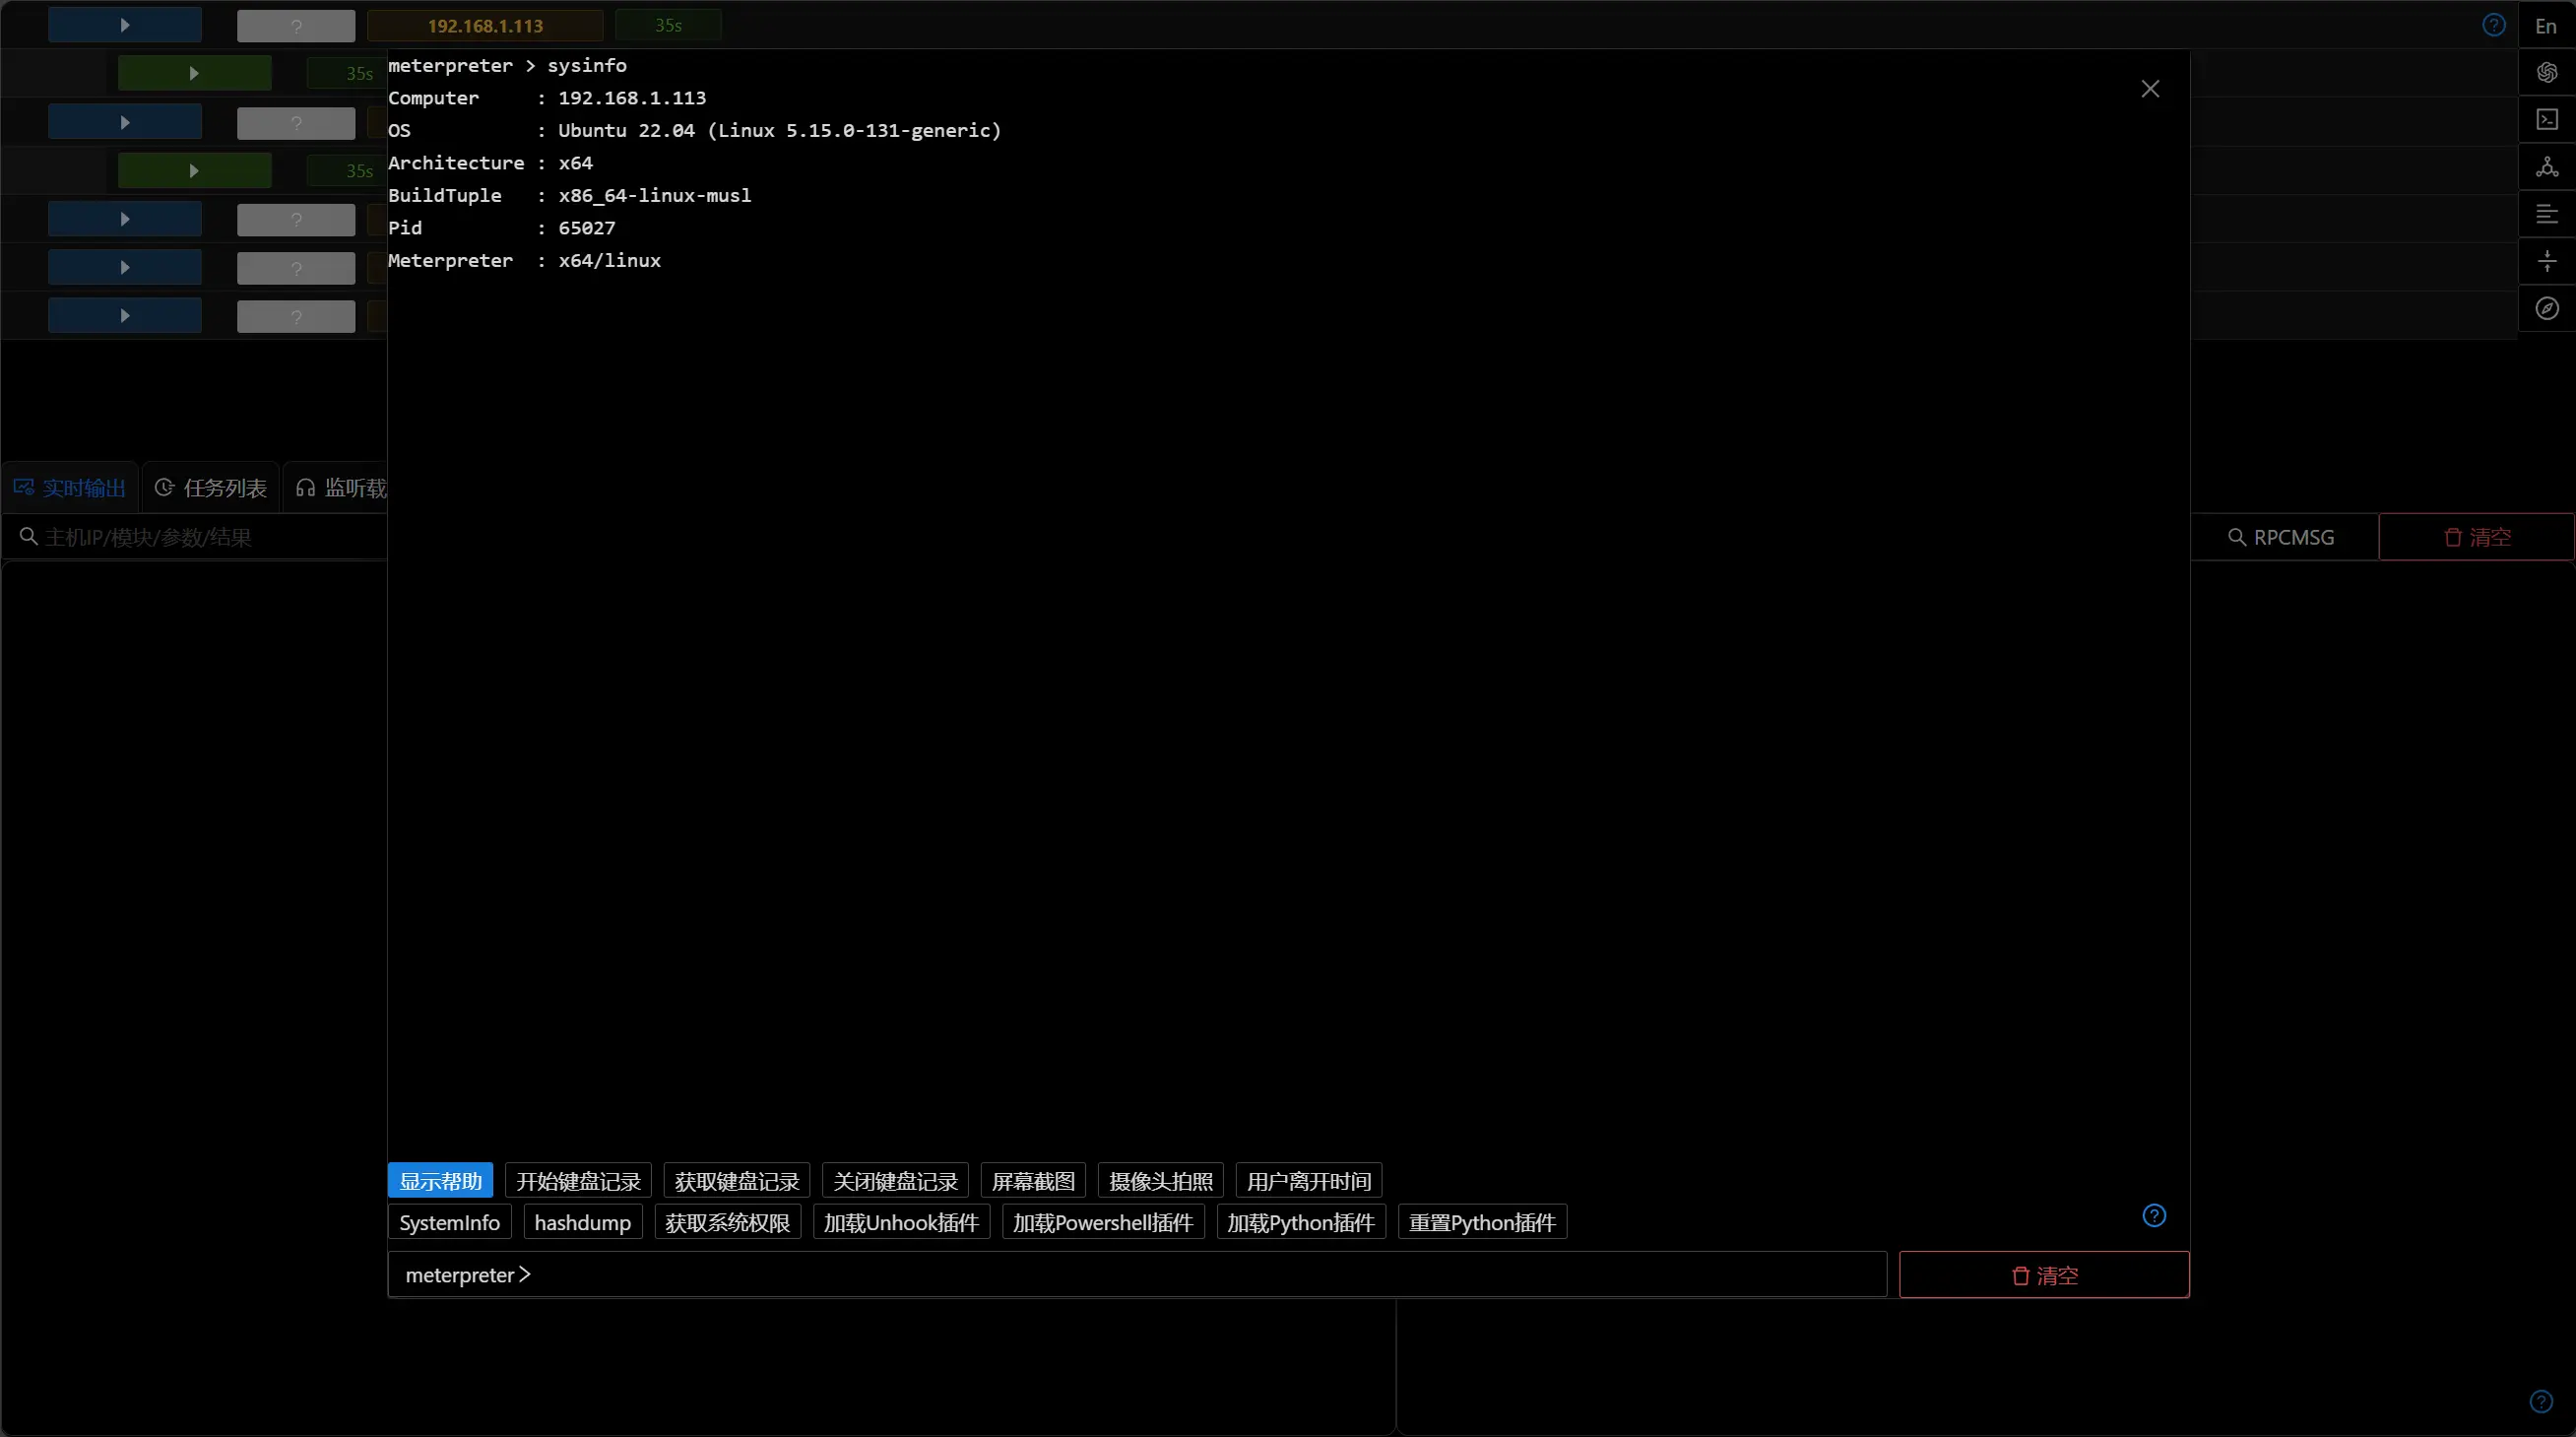 ? 192.168.1.113 35s En
meterpreter > sysinfo
35s
Computer : 192.168.1.113
?
OS : Ubuntu 22.04 (Linux 5.15.0-131-generic)
35s
Architecture : x64
BuildTuple : x86_64-linux-musl
?
Pid : 65027
?
Meterpreter : x64/linux
?
实时输出 任务列表 监听载
主机IP/模块/参数/结果 RPCMSG 清空
显示帮助 开始键盘记录 获取键盘记录 关闭键盘记录 屏幕截图 摄像头拍照 用户离开时间
SystemInfo hashdump 获取系统权限 加载Unhook插件 加载Powershell插件 加载Python插件 重置Python插件
meterpreter > 清空